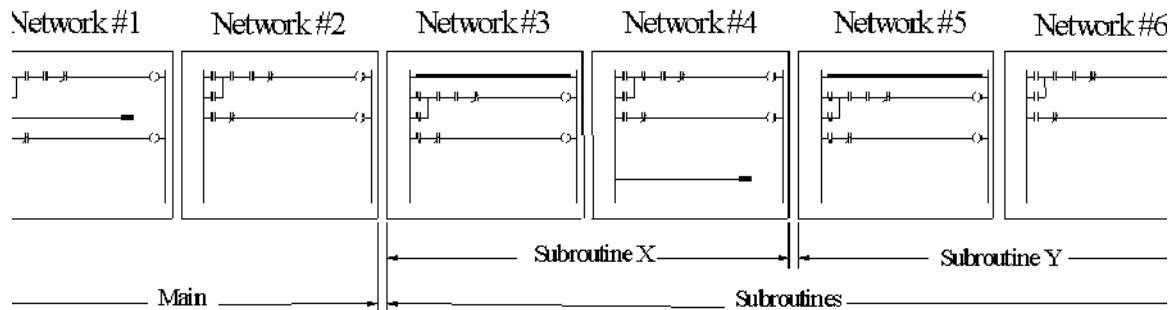 Network #1 Network #2 Network #3 Network #4 Network #5 Network #6
Subroutine X Subroutine Y
Main Subroutines